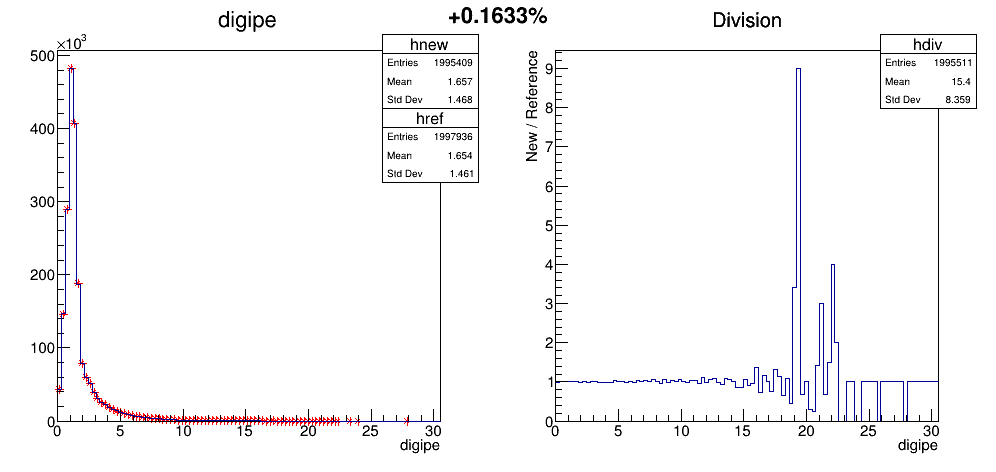 +0.1633%
digipe
×10³
hnew
Entries 1995409
Mean 1.657
Std Dev 1.468
href
Entries 1997936
Mean 1.654
Std Dev 1.461
500
400
300
200
100
0
0 5 10 15 20 25 30
digipe
Division
hdiv
Entries 1995511
Mean 15.4
Std Dev 8.359
New / Reference
9
8
7
6
5
4
3
2
1
0
0 5 10 15 20 25 30
digipe